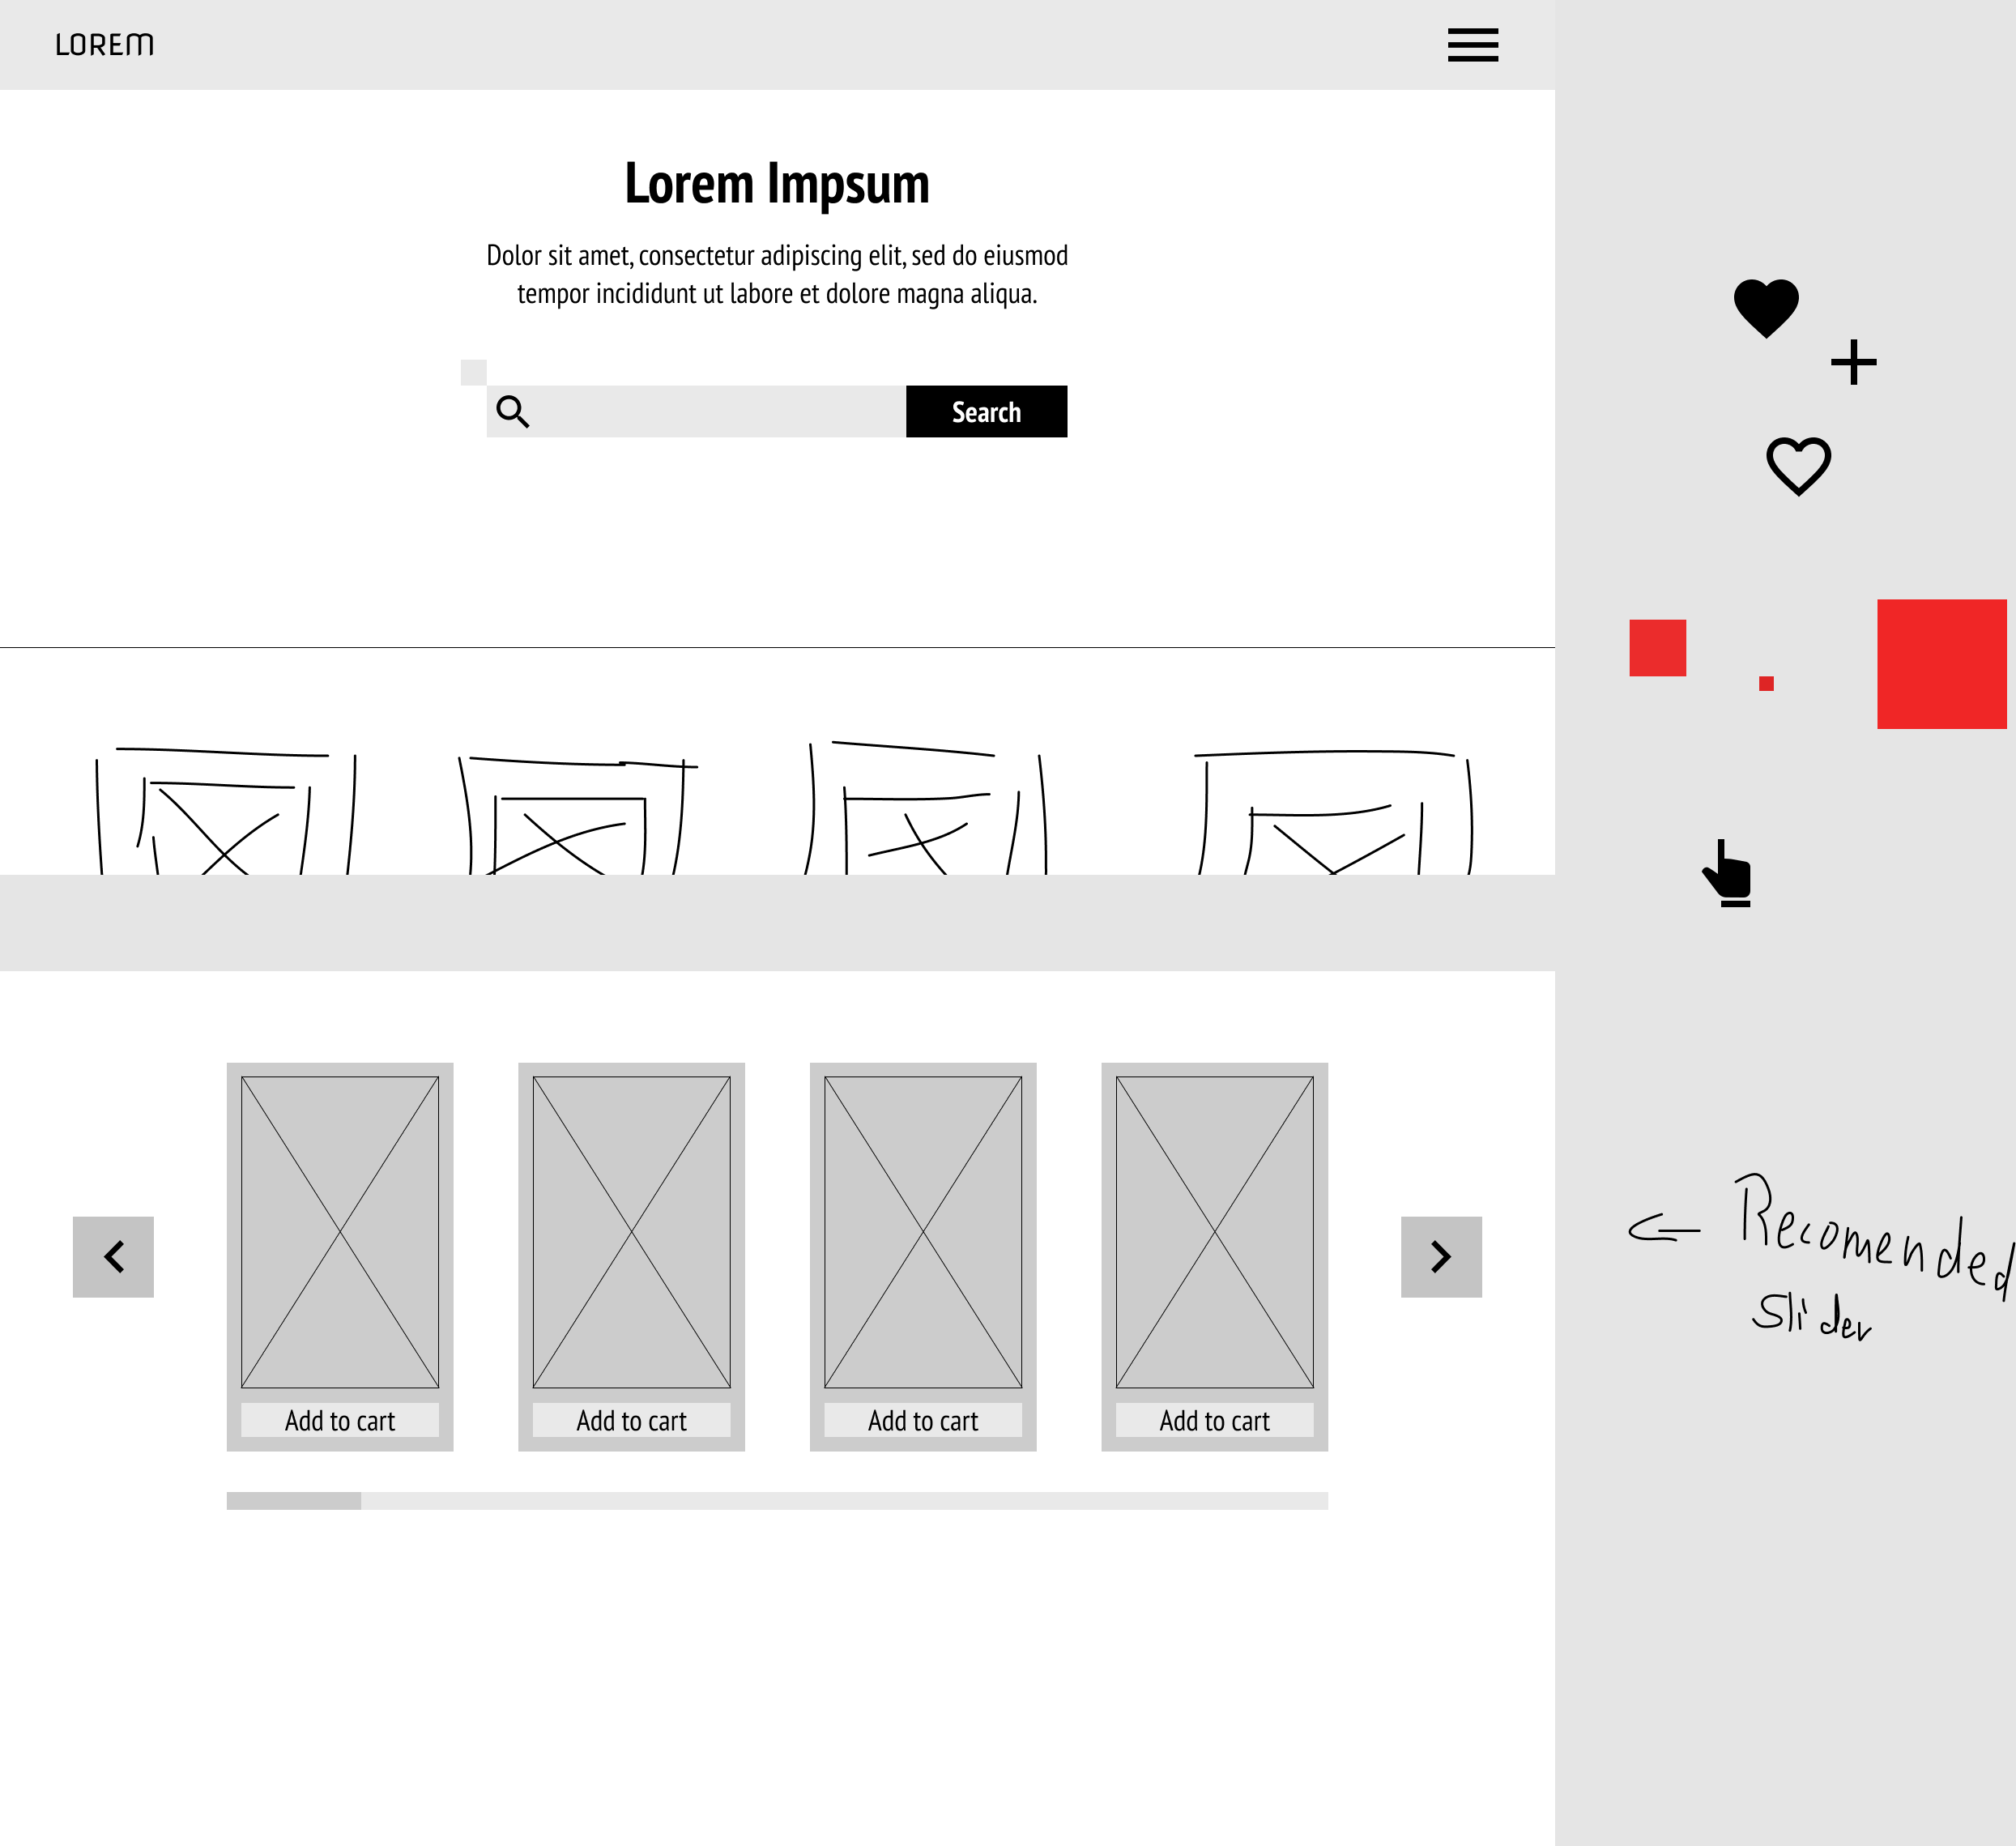 LOREM
Lorem Impsum
Dolor sit amet, consectetur adipiscing elit, sed do eiusmod
tempor incididunt ut labore et dolore magna aliqua.
Search
Add to cart
Add to cart
Add to cart
Add to cart
Recomended
Slider